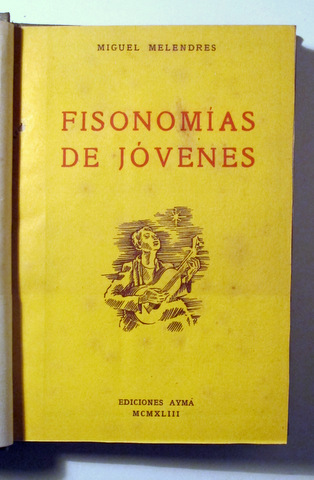 MIGUEL MELENDRES
FISONOMÍAS
DE JÓVENES
EDICIONES AYMÁ
MCMXLIII